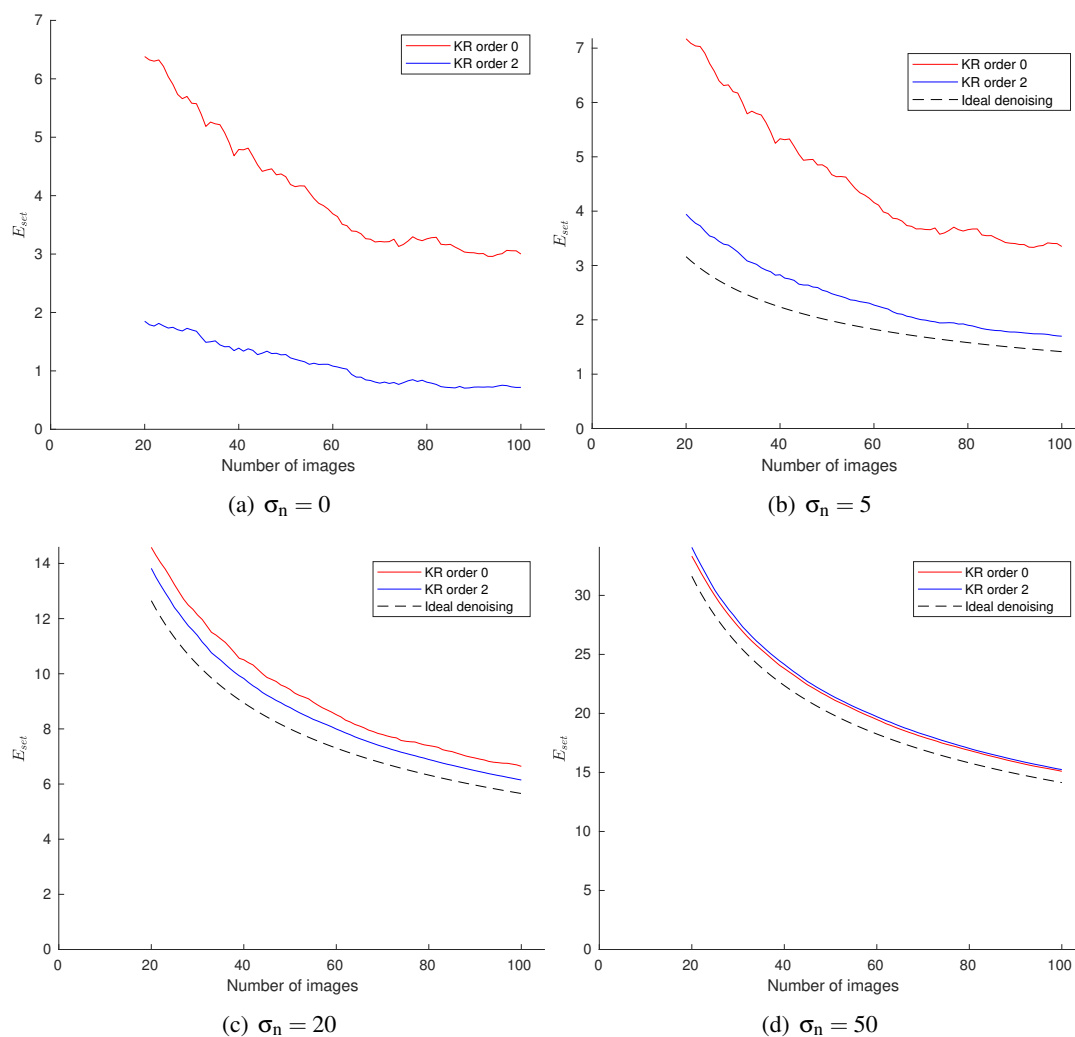 7
6
5
4
3
2
1
0
E_set
KR order 0
KR order 2
0 20 40 60 80 100
Number of images
(a) σn = 0
7
6
5
4
3
2
1
0
E_set
KR order 0
KR order 2
Ideal denoising
0 20 40 60 80 100
Number of images
(b) σn = 5
14
12
10
8
6
4
2
0
E_set
KR order 0
KR order 2
Ideal denoising
0 20 40 60 80 100
Number of images
(c) σn = 20
30
25
20
15
10
5
0
E_set
KR order 0
KR order 2
Ideal denoising
0 20 40 60 80 100
Number of images
(d) σn = 50